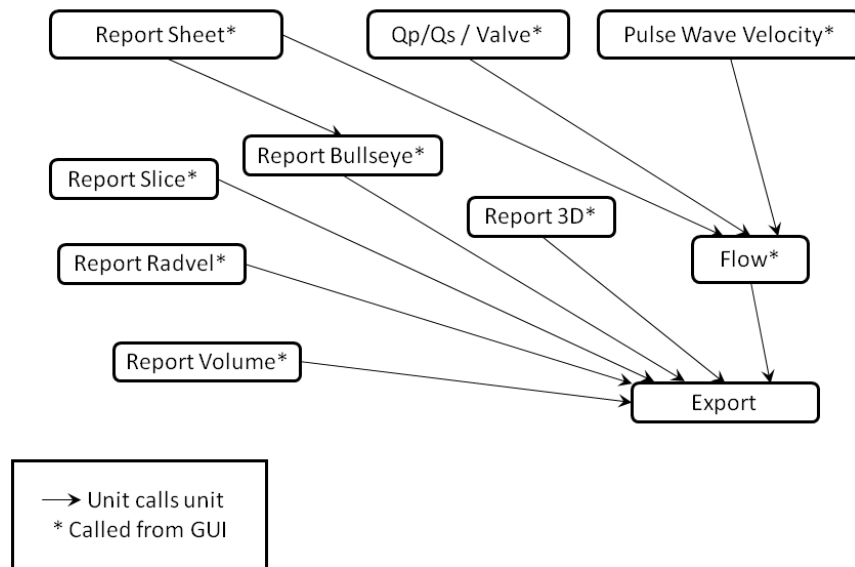 Report Sheet*
Qp/Qs / Valve*
Pulse Wave Velocity*
Report Bullseye*
Report Slice*
Report 3D*
Report Radvel*
Flow*
Report Volume*
Export
Unit calls unit
* Called from GUI